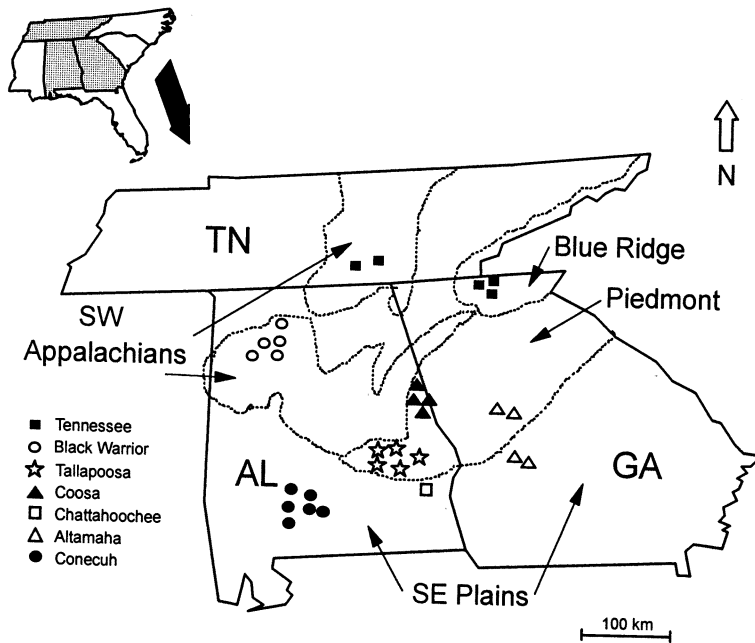 N
TN
Blue Ridge
Piedmont
SW
Appalachians
Tennessee
Black Warrior
Tallapoosa
Coosa
Chattahoochee
Altamaha
Conecuh
AL
GA
SE Plains
100 km